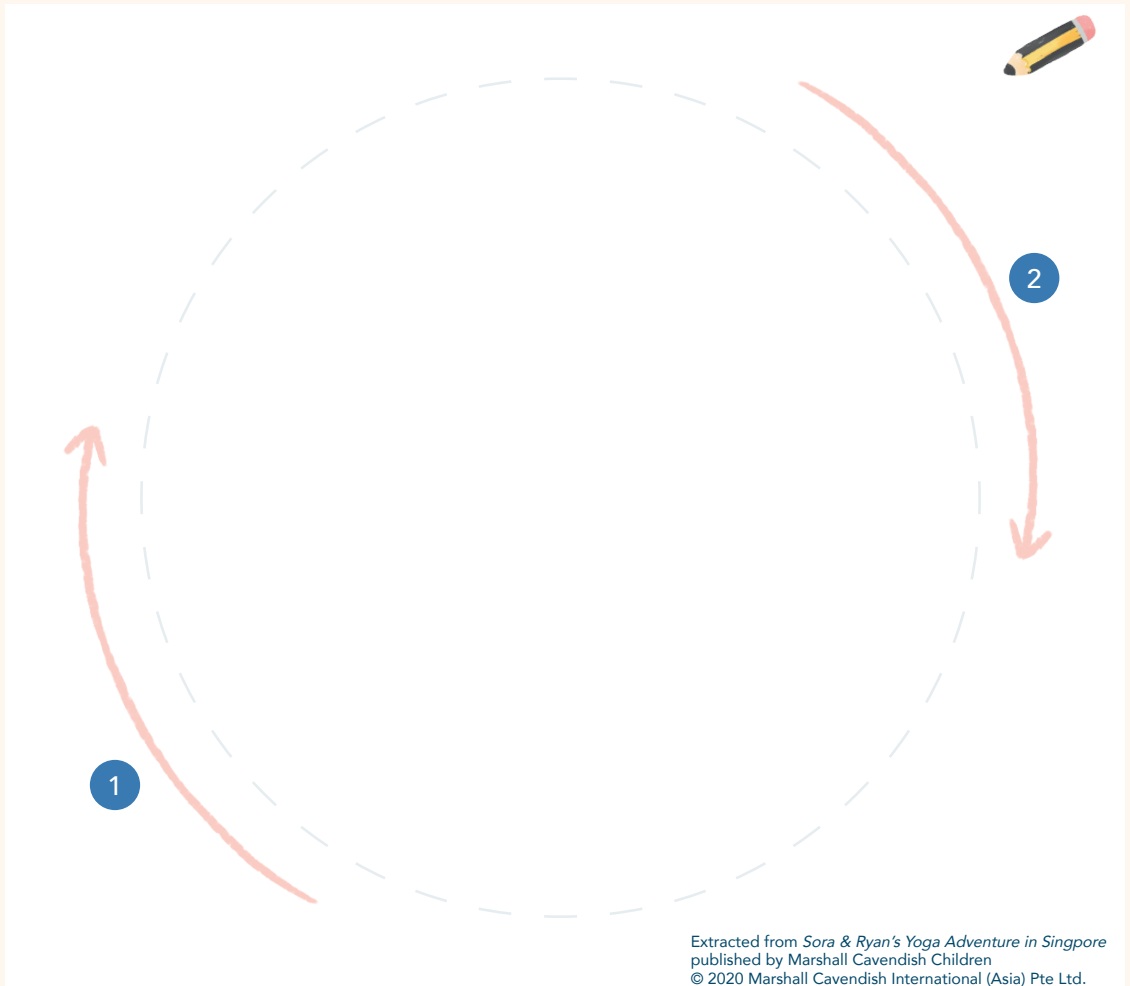 2
1
Extracted from Sora & Ryan's Yoga Adventure in Singpore
published by Marshall Cavendish Children
© 2020 Marshall Cavendish International (Asia) Pte Ltd.